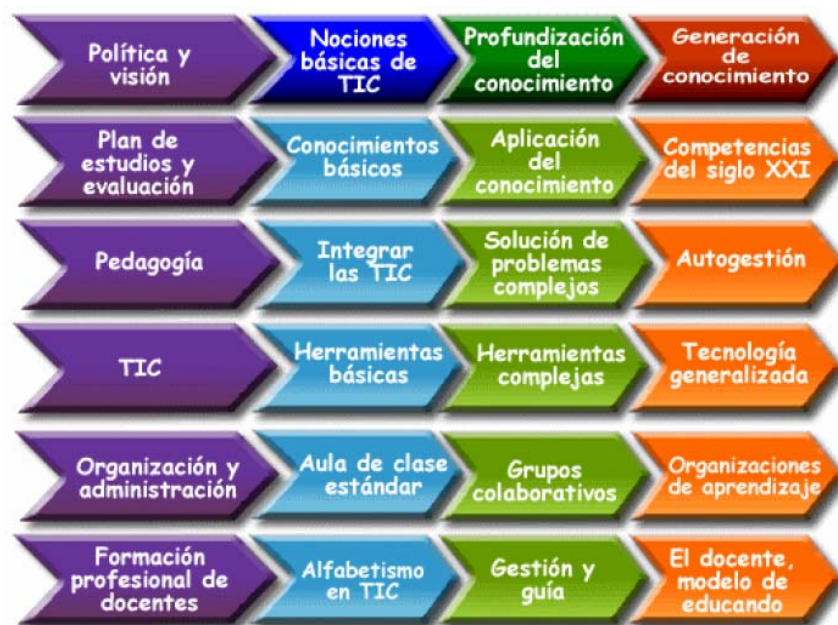 Política y
visión
Nociones
básicas de
TIC
Profundización
del
conocimiento
Generación
de
conocimiento
Plan de
estudios y
evaluación
Conocimientos
básicos
Aplicación
del
conocimiento
Competencias
del siglo XXI
Pedagogía
Integrar
las TIC
Solución de
problemas
complejos
Autogestión
TIC
Herramientas
básicas
Herramientas
complejas
Tecnología
generalizada
Organización y
administración
Aula de clase
estándar
Grupos
colaborativos
Organizaciones
de aprendizaje
Formación
profesional de
docentes
Alfabetismo
en TIC
Gestión y
guía
El docente,
modelo de
educando